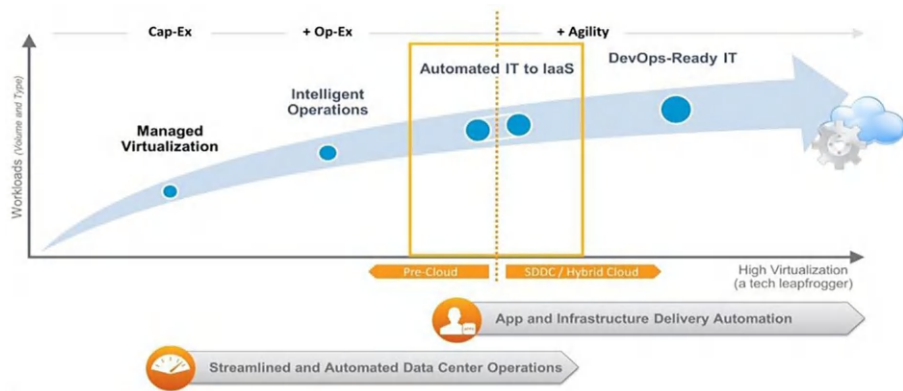 Cap-Ex
+ Op-Ex
+ Agility
Automated IT to IaaS
DevOps-Ready IT
Intelligent
Operations
Managed
Virtualization
Workloads (Volume and Type)
Pre-Cloud
SDDC / Hybrid Cloud
High Virtualization
(a tech leapfrogger)
App and Infrastructure Delivery Automation
Streamlined and Automated Data Center Operations